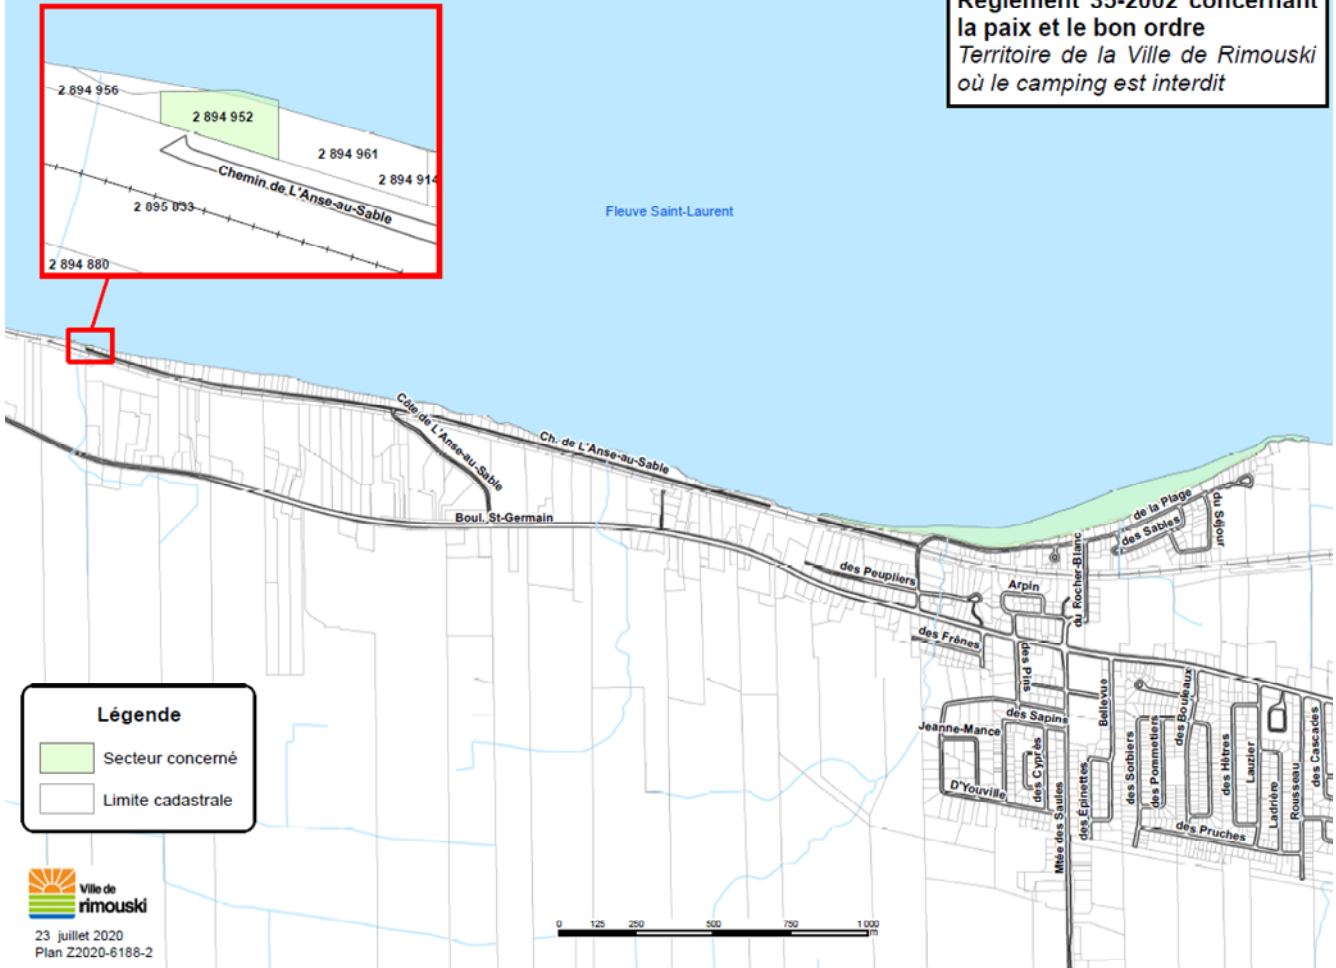 Règlement 35-2002 concernant
la paix et le bon ordre
Territoire de la Ville de Rimouski
où le camping est interdit
2 894 956
2 894 952
2 894 961
2 894 914
Chemin de L'Anse-au-Sable
2 895 833
2 894 880
Fleuve Saint-Laurent
Côte de L'Anse-au-Sable
Ch. de L'Anse-au-Sable
Boul. St-Germain
de la Plage
des Sables
du Séjour
du Rocher-Blanc
des Peupliers
Arpin
des Frênes
des Pins
des Sapins
Jeanne-Mance
D'Youville
des Cyprès
Mtée des Saules
des Épinettes
Bellevue
des Sorbiers
des Pommetiers
des Bouleaux
des Hêtres
Lauzier
Ladrière
Rousseau
des Cascades
des Pruches
Légende
Secteur concerné
Limite cadastrale
Ville de
rimouski
23 juillet 2020
Plan Z2020-6188-2
0 125 250 500 750 1 000
m